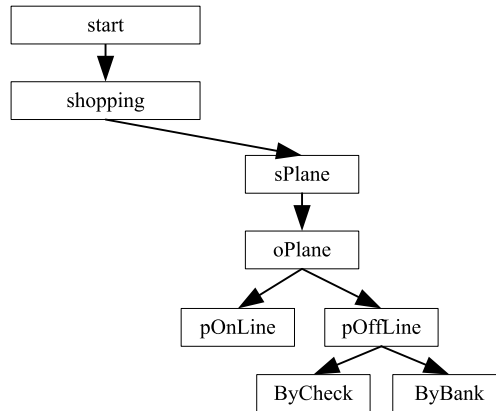 start
shopping
sPlane
oPlane
pOnLine
pOffLine
ByCheck
ByBank